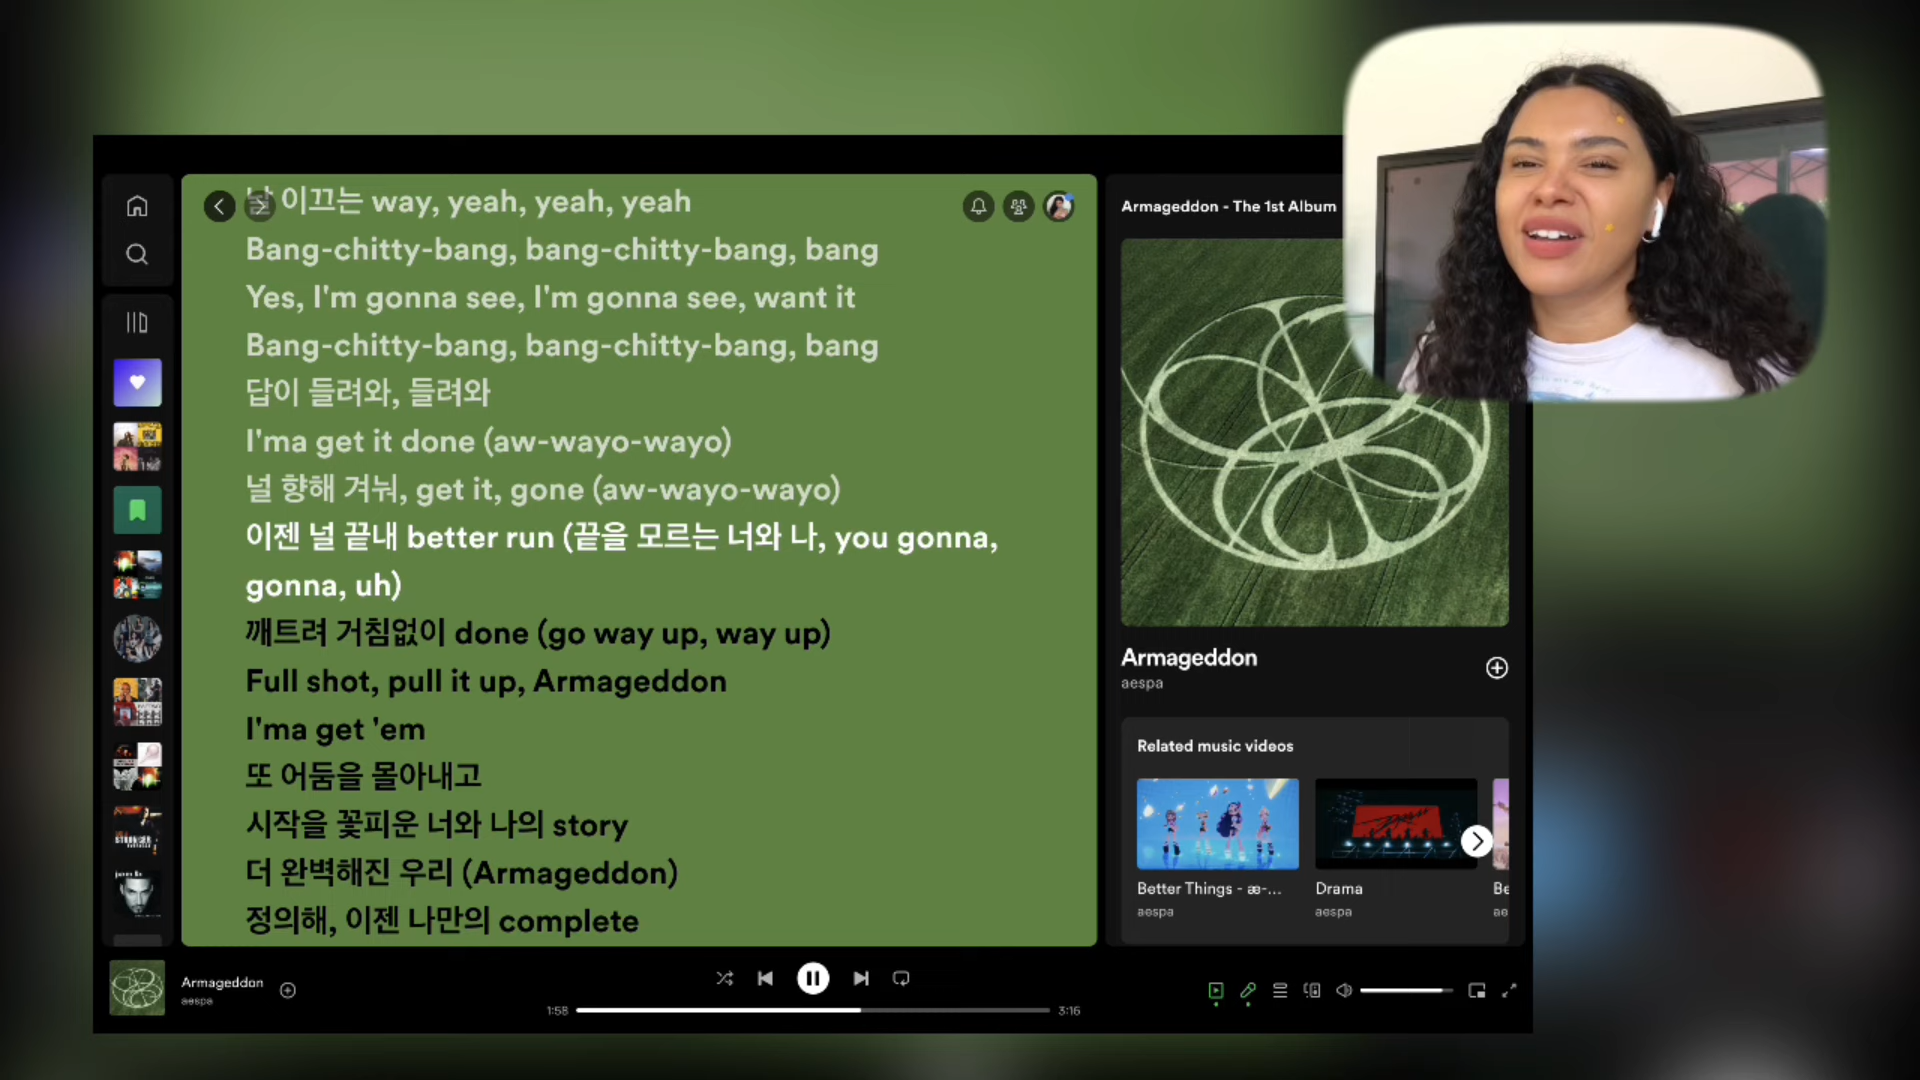 이끄는 way, yeah, yeah, yeah
Bang-chitty-bang, bang-chitty-bang, bang
Yes, I'm gonna see, I'm gonna see, want it
Bang-chitty-bang, bang-chitty-bang, bang
답이 들려와, 들려와
I'ma get it done (aw-wayo-wayo)
널 향해 겨눠, get it, gone (aw-wayo-wayo)
이젠 널 끝내 better run (끝을 모르는 너와 나, you gonna,
gonna, uh)
깨트려 거침없이 done (go way up, way up)
Full shot, pull it up, Armageddon
I'ma get 'em
또 어둠을 몰아내고
시작을 꽃피운 너와 나의 story
더 완벽해진 우리 (Armageddon)
정의해, 이젠 나만의 complete
Armageddon - The 1st Album
Armageddon
aespa
Related music videos
Better Things - æ-...
aespa
Drama
aespa
Be
ae
Armageddon
aespa
1:58
3:16